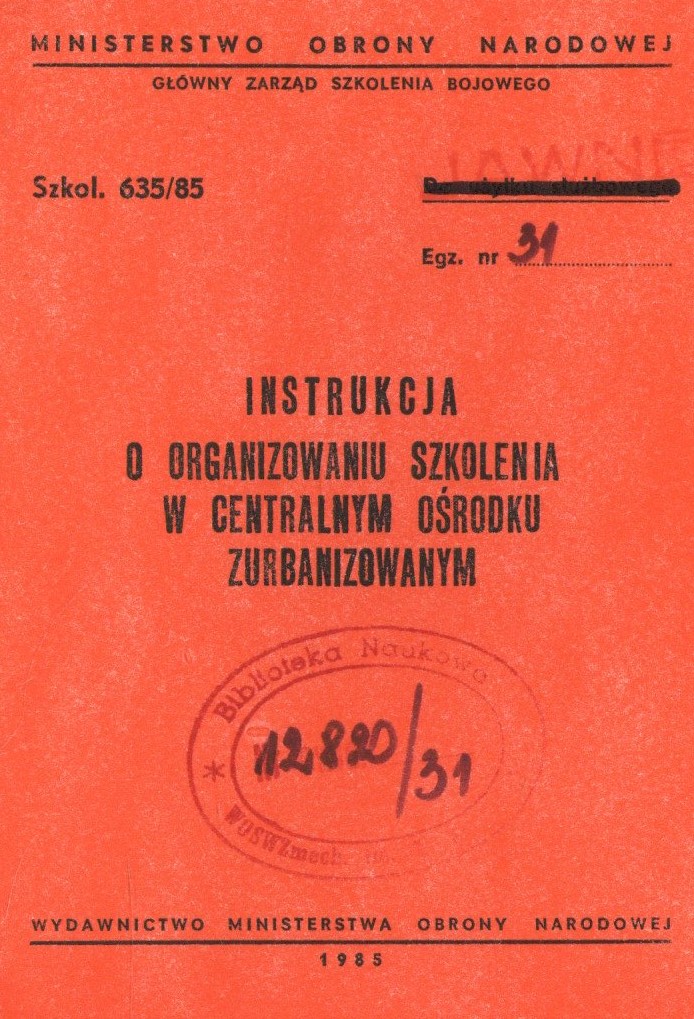 MINISTERSTWO OBRONY NARODOWEJ
GŁÓWNY ZARZĄD SZKOLENIA BOJOWEGO
JAWNE
Szkol. 635/85
Do użytku służbowego
Egz. nr 31
INSTRUKCJA
O ORGANIZOWANIU SZKOLENIA
W CENTRALNYM OŚRODKU
ZURBANIZOWANYM
Biblioteka Naukowa
12820/31
WOSWZmech.
WYDAWNICTWO MINISTERSTWA OBRONY NARODOWEJ
1985